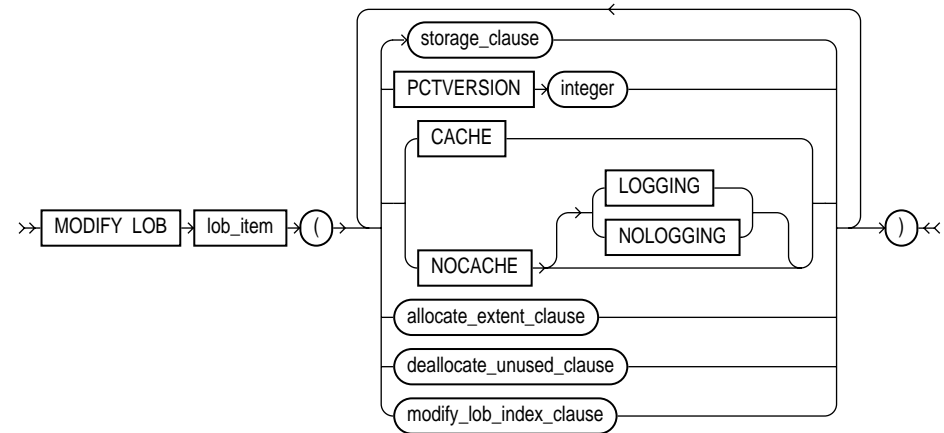 storage_clause
PCTVERSION integer
CACHE
LOGGING
MODIFY LOB lob_item ( )
NOLOGGING
NOCACHE
allocate_extent_clause
deallocate_unused_clause
modify_lob_index_clause